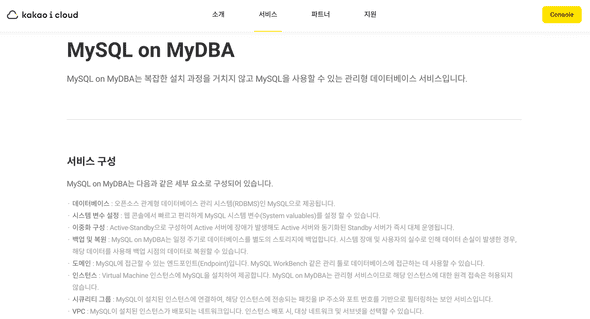 kakao i cloud
소개
서비스
파트너
지원
Console
MySQL on MyDBA
MySQL on MyDBA는 복잡한 설치 과정을 거치지 않고 MySQL을 사용할 수 있는 관리형 데이터베이스 서비스입니다.
서비스 구성
MySQL on MyDBA는 다음과 같은 세부 요소로 구성되어 있습니다.
· 데이터베이스 : 오픈소스 관계형 데이터베이스 관리 시스템(RDBMS)인 MySQL으로 제공됩니다.
· 시스템 변수 설정 : 웹 콘솔에서 빠르고 편리하게 MySQL 시스템 변수(System valuables)를 설정 할 수 있습니다.
· 이중화 구성 : Active-Standby으로 구성하여 Active 서버에 장애가 발생해도 Active 서버와 동기화된 Standby 서버가 즉시 대체 운영됩니다.
· 백업 및 복원 : MySQL on MyDBA는 일정 주기로 데이터베이스를 별도의 스토리지에 백업합니다. 시스템 장애 및 사용자의 실수로 인해 데이터 손실이 발생한 경우,
해당 데이터를 사용해 백업 시점의 데이터로 복원할 수 있습니다.
· 도메인 : MySQL에 접근할 수 있는 엔드포인트(Endpoint)입니다. MySQL WorkBench 같은 관리 툴로 데이터베이스에 접근하는 데 사용할 수 있습니다.
· 인스턴스 : Virtual Machine 인스턴스에 MySQL을 설치하여 제공합니다. MySQL on MyDBA는 관리형 서비스이므로 해당 인스턴스에 대한 원격 접속은 허용되지
않습니다.
· 시큐리티 그룹 : MySQL이 설치된 인스턴스에 연결하여, 해당 인스턴스에 전송되는 패킷을 IP 주소와 포트 번호를 기반으로 필터링하는 보안 서비스입니다.
· VPC : MySQL이 설치된 인스턴스가 배포되는 네트워크입니다. 인스턴스 배포 시, 대상 네트워크 및 서브넷을 선택할 수 있습니다.